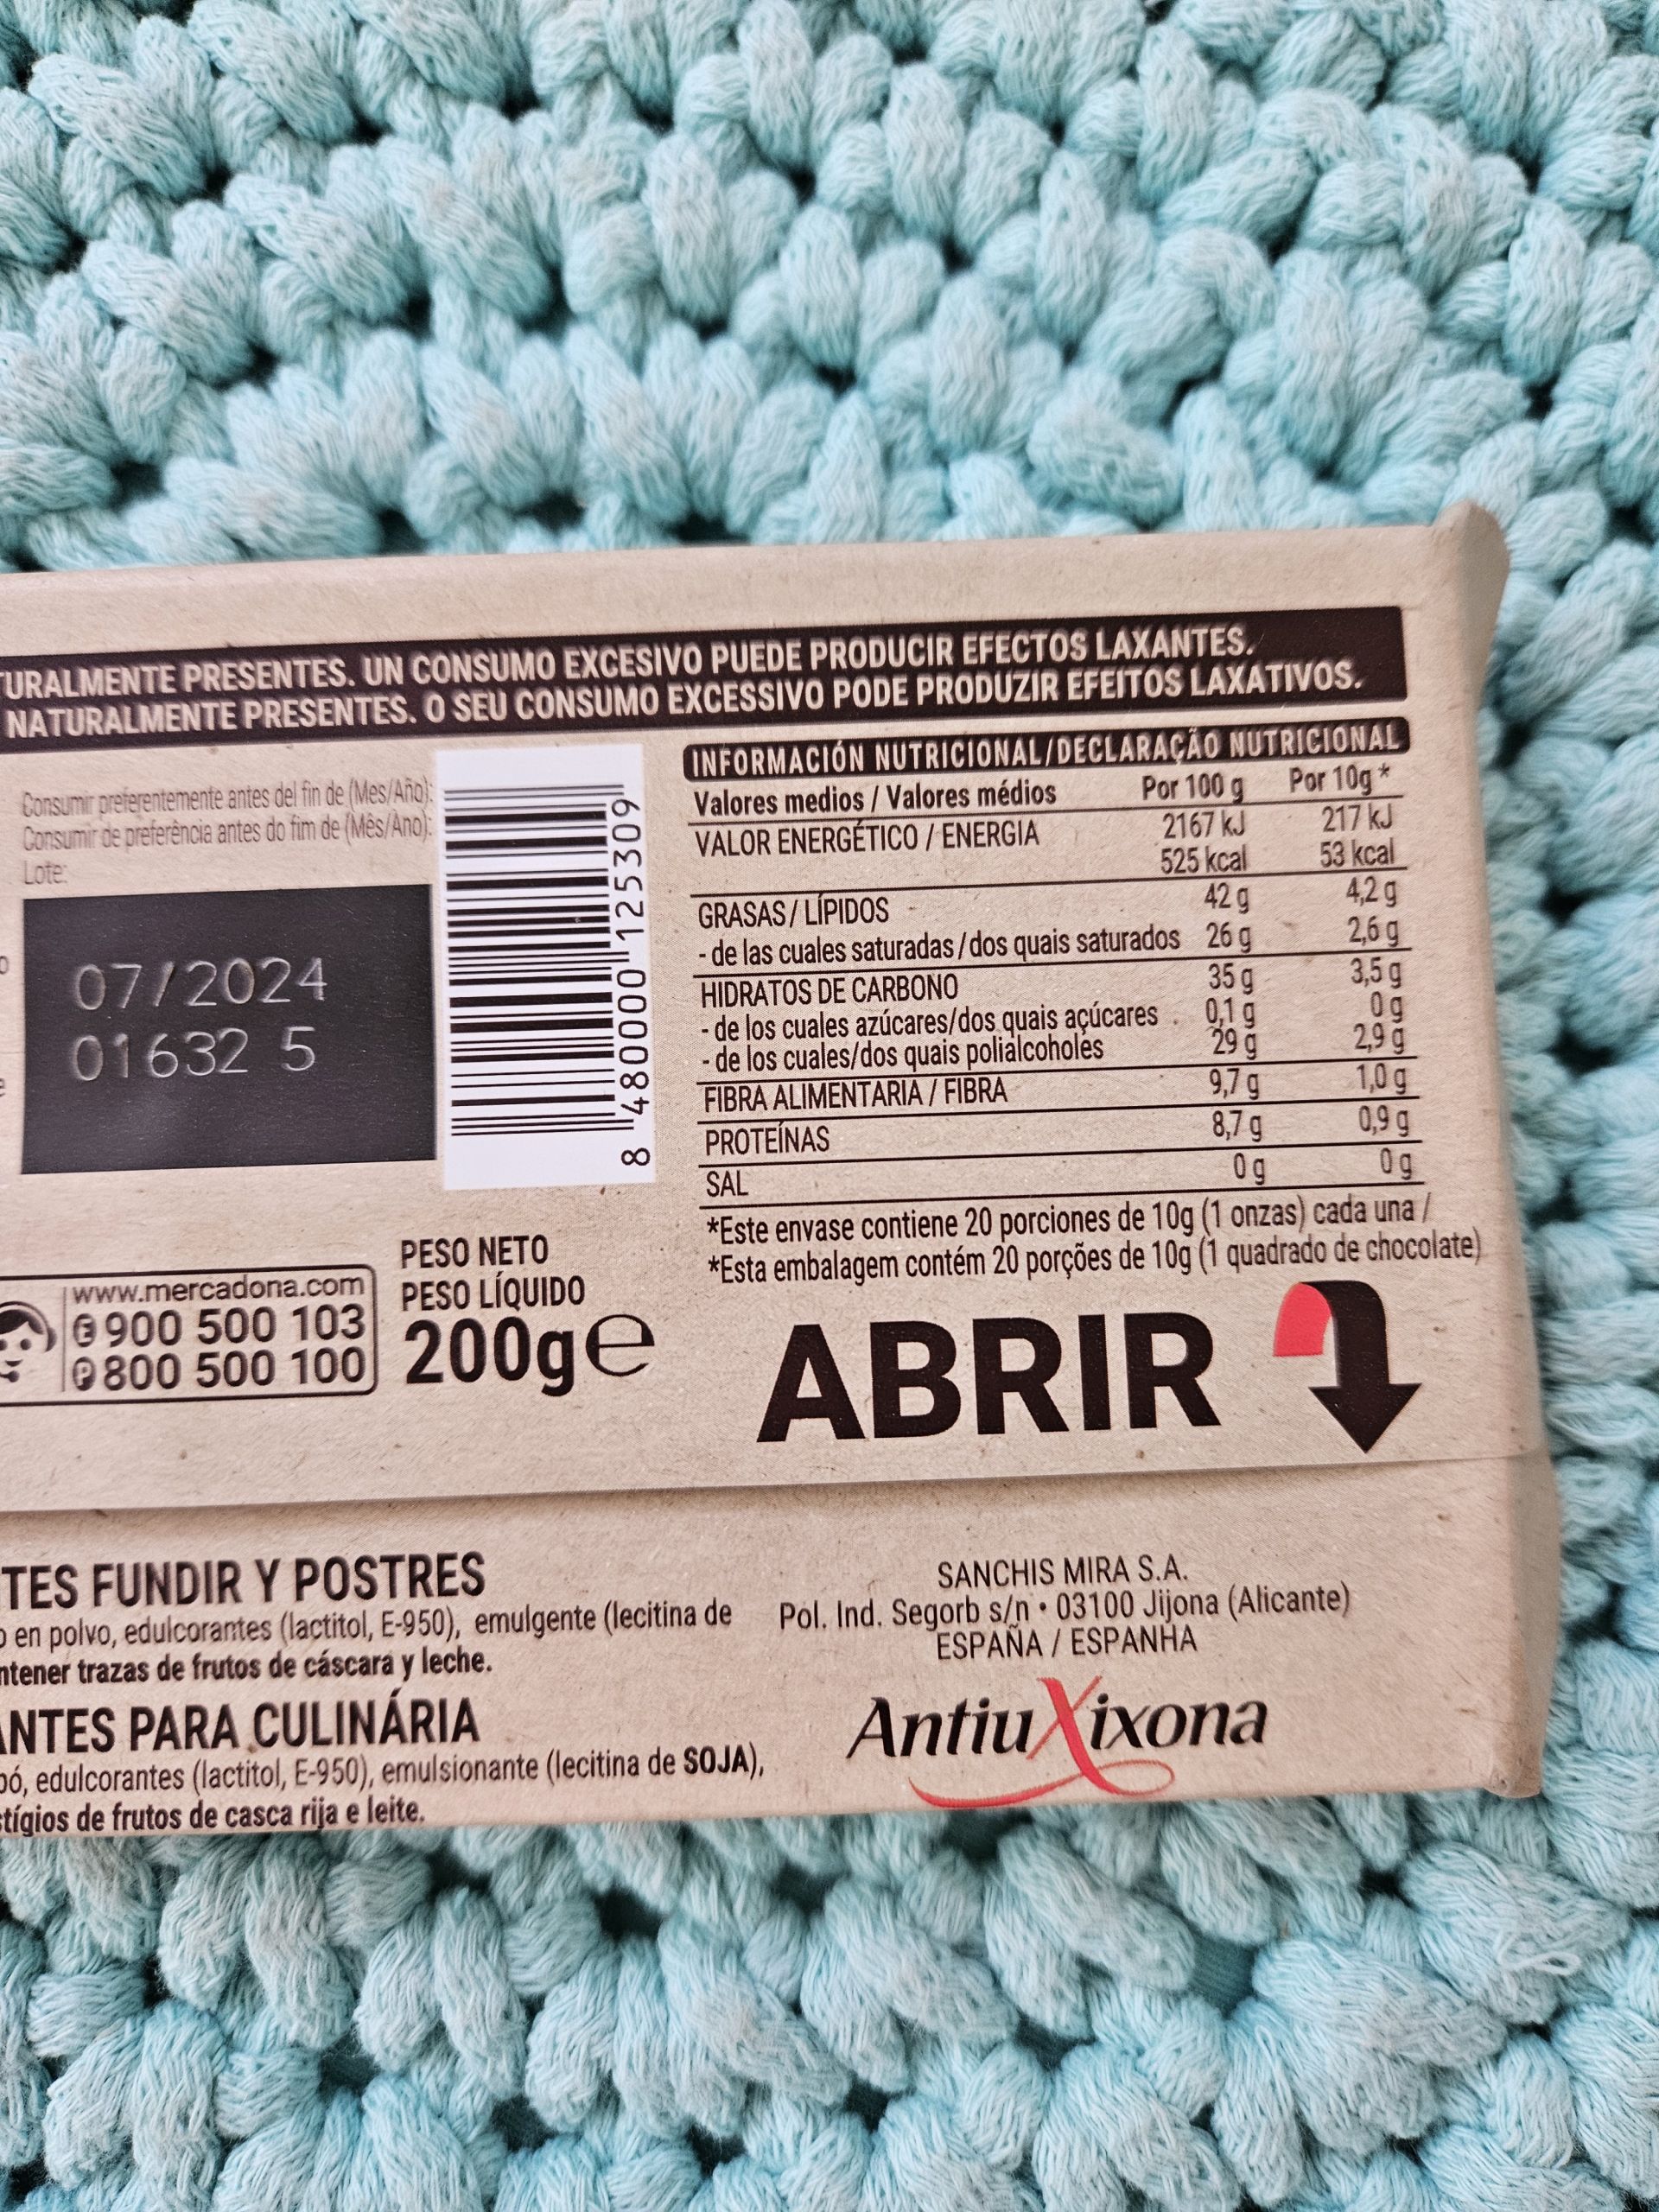 TURALMENTE PRESENTES. UN CONSUMO EXCESIVO PUEDE PRODUCIR EFECTOS LAXANTES.
NATURALMENTE PRESENTES. O SEU CONSUMO EXCESSIVO PODE PRODUZIR EFEITOS LAXATIVOS.
Consumir preferentemente antes del fin de (Mes/Año):
Consumir de preferência antes do fim de (Mês/Ano):
Lote:
07/2024
01632 5
8 480000 125309
INFORMACIÓN NUTRICIONAL/DECLARAÇÃO NUTRICIONAL
Valores medios / Valores médios Por 100 g Por 10g *
VALOR ENERGÉTICO / ENERGIA 2167 kJ 217 kJ
525 kcal 53 kcal
GRASAS / LÍPIDOS 42 g 4,2 g
- de las cuales saturadas / dos quais saturados 26 g 2,6 g
HIDRATOS DE CARBONO 35 g 3,5 g
- de los cuales azúcares/dos quais açúcares 0,1 g 0 g
- de los cuales/dos quais polialcoholes 29 g 2,9 g
FIBRA ALIMENTARIA / FIBRA 9,7 g 1,0 g
PROTEÍNAS 8,7 g 0,9 g
SAL 0 g 0 g
*Este envase contiene 20 porciones de 10g (1 onzas) cada una /
*Esta embalagem contém 20 porções de 10g (1 quadrado de chocolate)
www.mercadona.com
E 900 500 103
P 800 500 100
PESO NETO
PESO LÍQUIDO
200g e
ABRIR
TES FUNDIR Y POSTRES
o en polvo, edulcorantes (lactitol, E-950), emulgente (lecitina de
ntener trazas de frutos de cáscara y leche.
ANTES PARA CULINÁRIA
pó, edulcorantes (lactitol, E-950), emulsionante (lecitina de SOJA),
stígios de frutos de casca rija e leite.
SANCHIS MIRA S.A.
Pol. Ind. Segorb s/n • 03100 Jijona (Alicante)
ESPAÑA / ESPANHA
Antiu Xixona